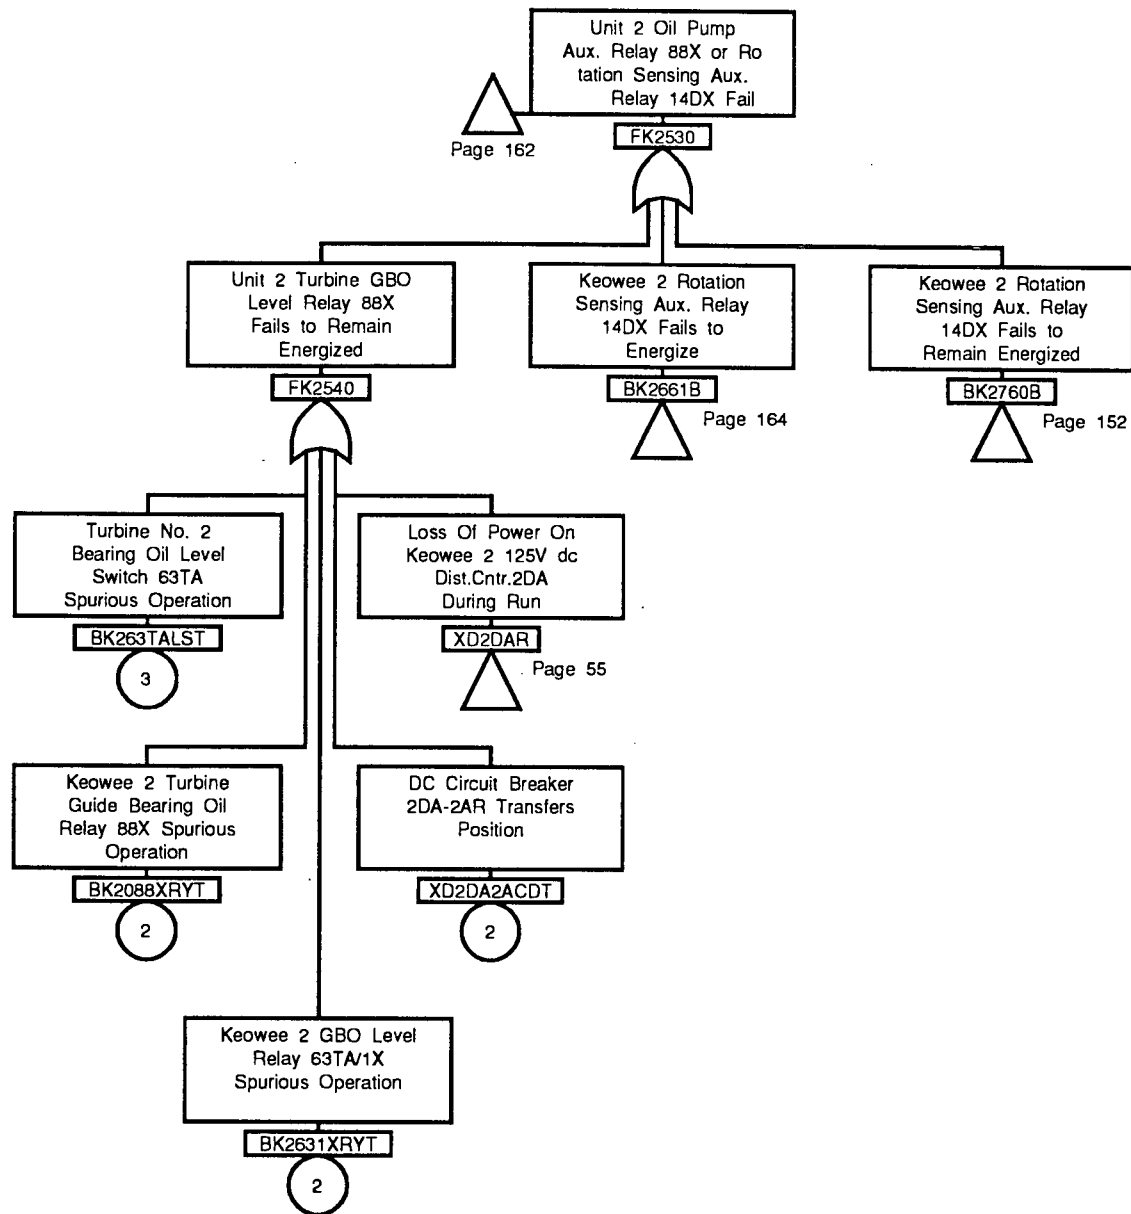 Unit 2 Oil Pump
Aux. Relay 88X or Ro
tation Sensing Aux.
Relay 14DX Fail
Page 162
FK2530
Unit 2 Turbine GBO
Level Relay 88X
Fails to Remain
Energized
FK2540
Keowee 2 Rotation
Sensing Aux. Relay
14DX Fails to
Energize
BK2661B
Page 164
Keowee 2 Rotation
Sensing Aux. Relay
14DX Fails to
Remain Energized
BK2760B
Page 152
Turbine No. 2
Bearing Oil Level
Switch 63TA
Spurious Operation
BK263TALST
3
Loss Of Power On
Keowee 2 125V dc
Dist.Cntr.2DA
During Run
XD2DAR
Page 55
Keowee 2 Turbine
Guide Bearing Oil
Relay 88X Spurious
Operation
BK2088XRYT
2
DC Circuit Breaker
2DA-2AR Transfers
Position
XD2DA2ACDT
2
Keowee 2 GBO Level
Relay 63TA/1X
Spurious Operation
BK2631XRYT
2